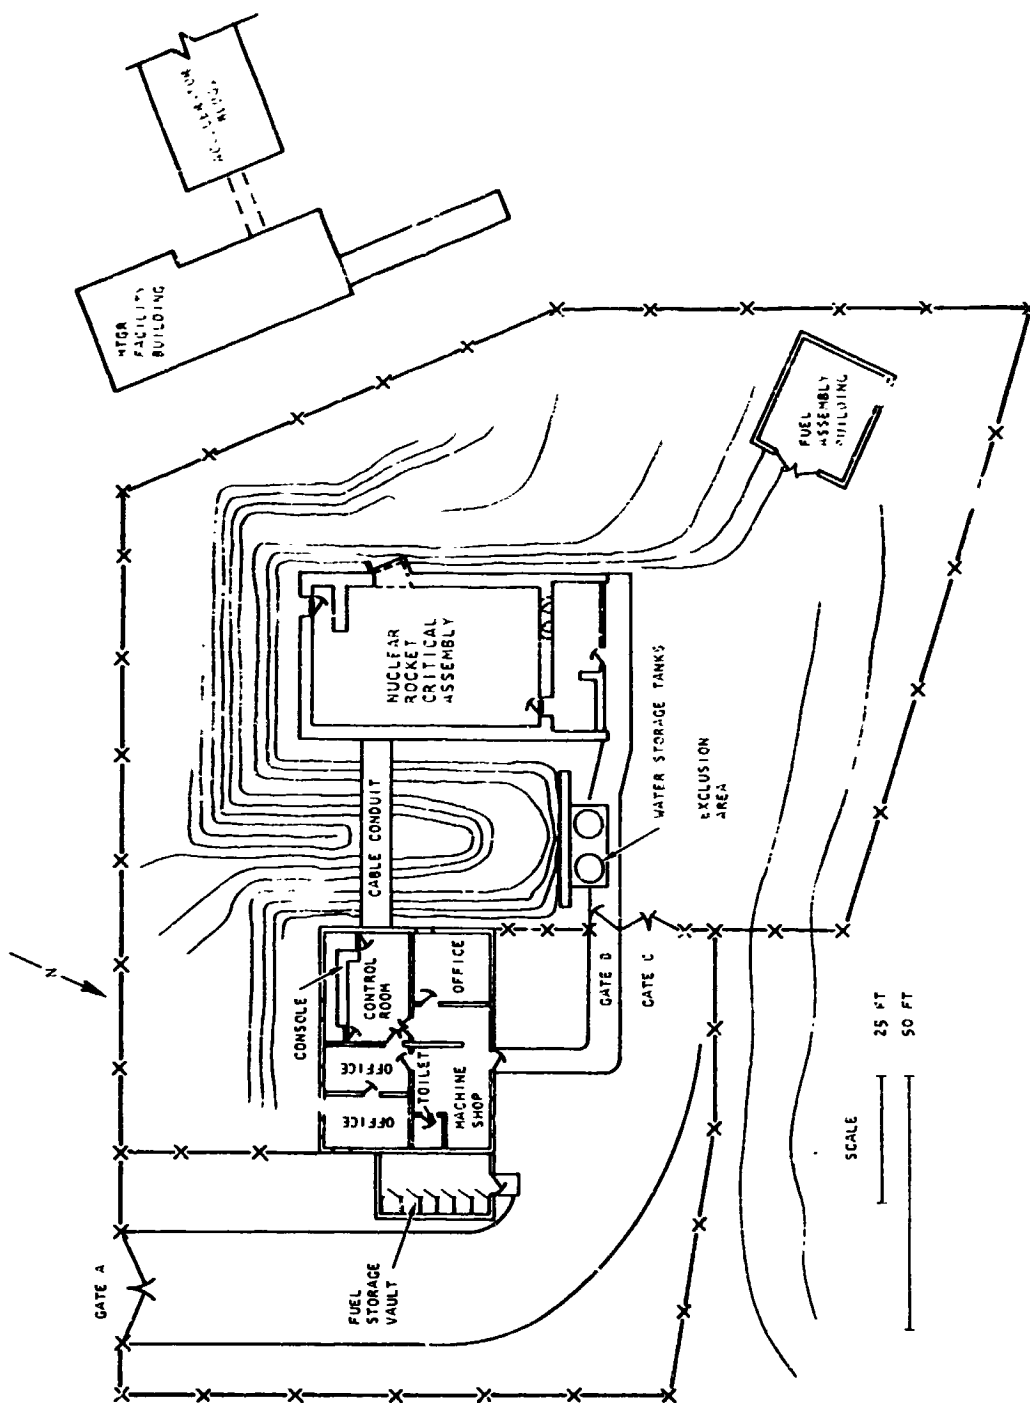 HTGR
FACILITY
BUILDING
FUEL
ASSEMBLY
BUILDING
NUCLEAR
ROCKET
CRITICAL
ASSEMBLY
WATER STORAGE TANKS
EXCLUSION
AREA
CABLE CONDUIT
N
CONSOLE
CONTROL
ROOM
OFFICE
OFFICE
OFFICE
TOILET
MACHINE
SHOP
GATE B
GATE C
GATE A
FUEL
STORAGE
VAULT
SCALE
25 FT
50 FT